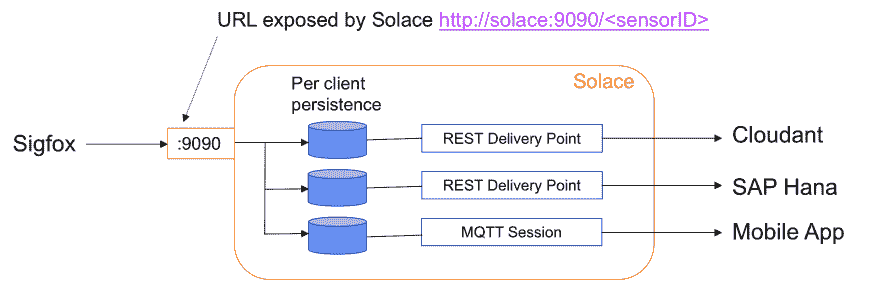 URL exposed by Solace http://solace:9090/<sensorID>
Solace
Per client
persistence
Sigfox
:9090
REST Delivery Point
Cloudant
REST Delivery Point
SAP Hana
MQTT Session
Mobile App